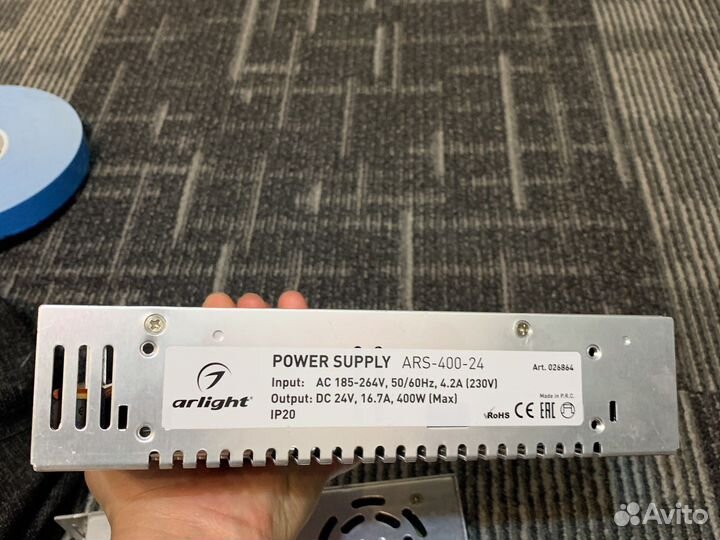 POWER SUPPLY ARS-400-24
Art. 026864
arlight
Input: AC 185-264V, 50/60Hz, 4.2A (230V)
Output: DC 24V, 16.7A, 400W (Max)
IP20
Made in P.R.C.
RoHS CE EAC
Avito